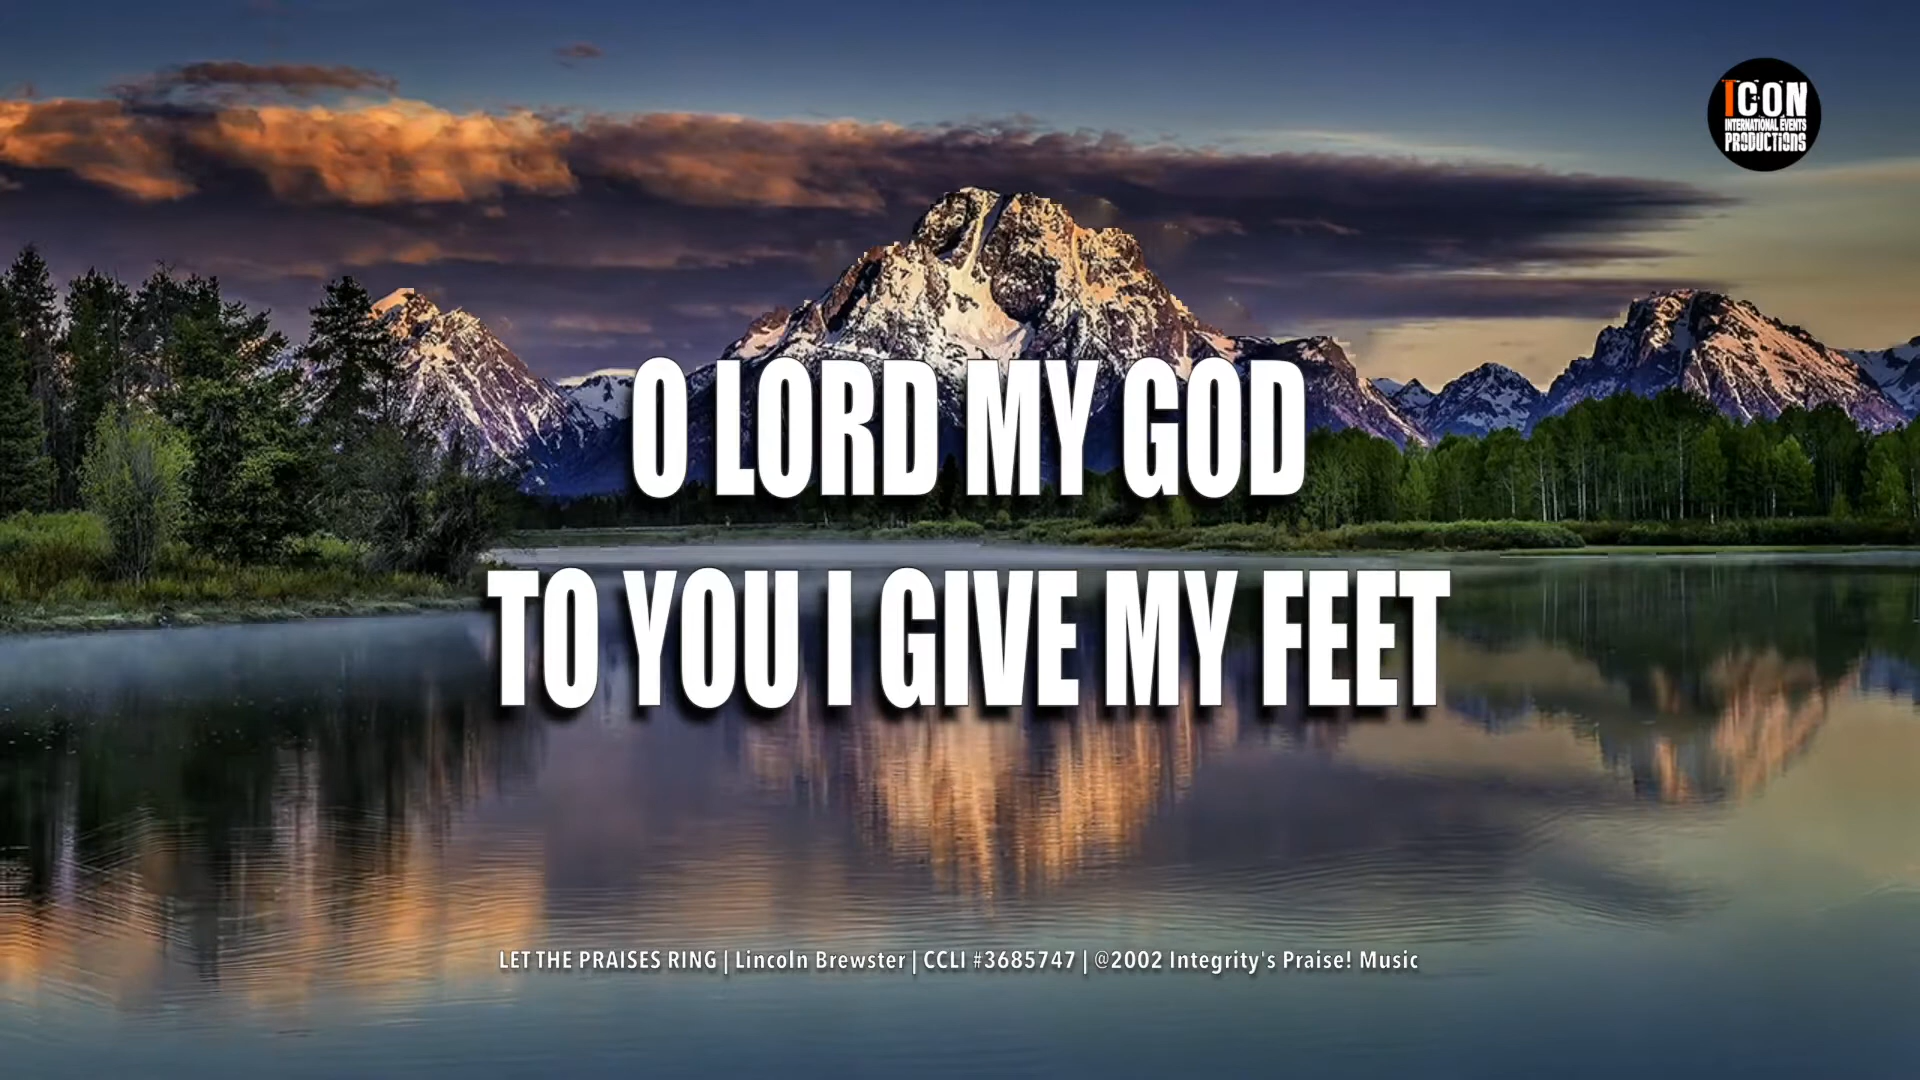 ICON
INTERNATIONAL EVENTS
PRODUCTIONS
O LORD MY GOD
TO YOU I GIVE MY FEET
LET THE PRAISES RING | Lincoln Brewster | CCLI #3685747 | @2002 Integrity's Praise! Music